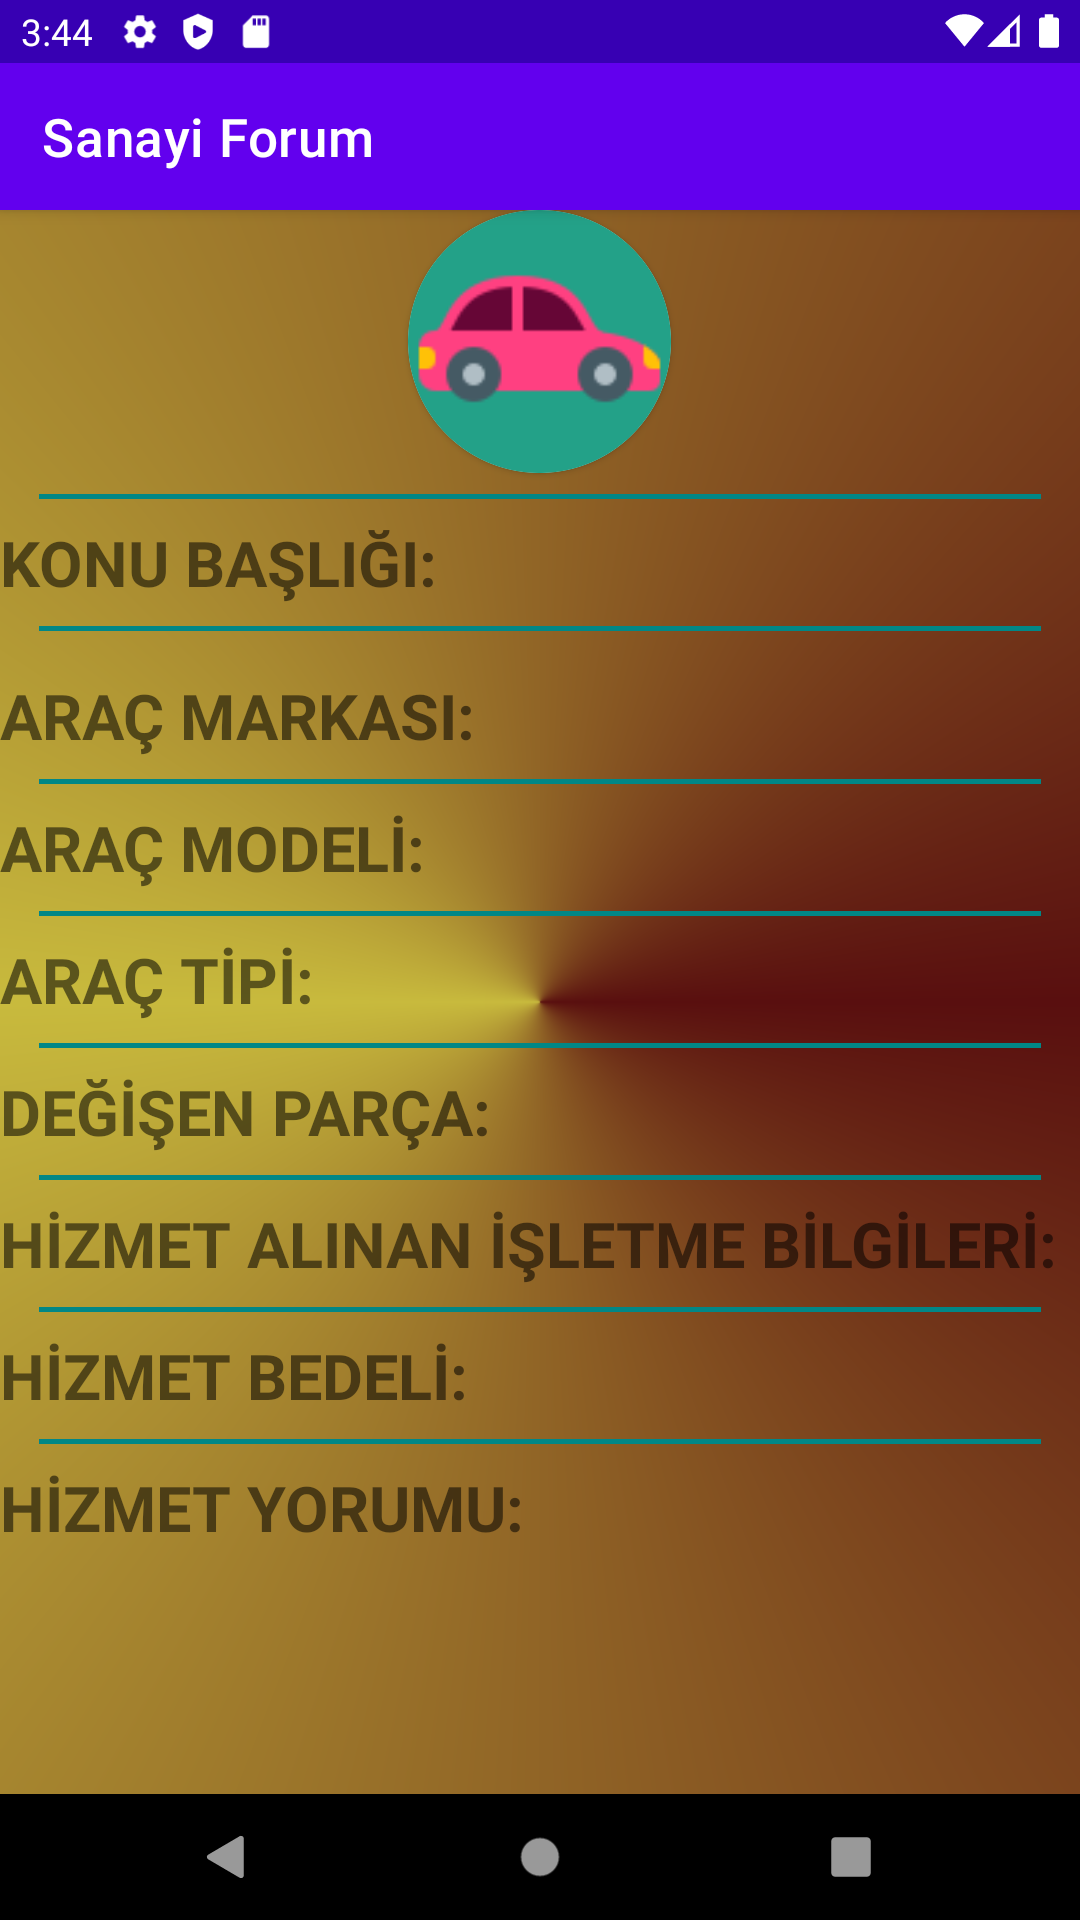 3:44
Sanayi Forum
KONU BAŞLIĞI:
ARAÇ MARKASI:
ARAÇ MODELİ:
ARAÇ TİPİ:
DEĞİŞEN PARÇA:
HİZMET ALINAN İŞLETME BİLGİLERİ:
HİZMET BEDELİ:
HİZMET YORUMU: